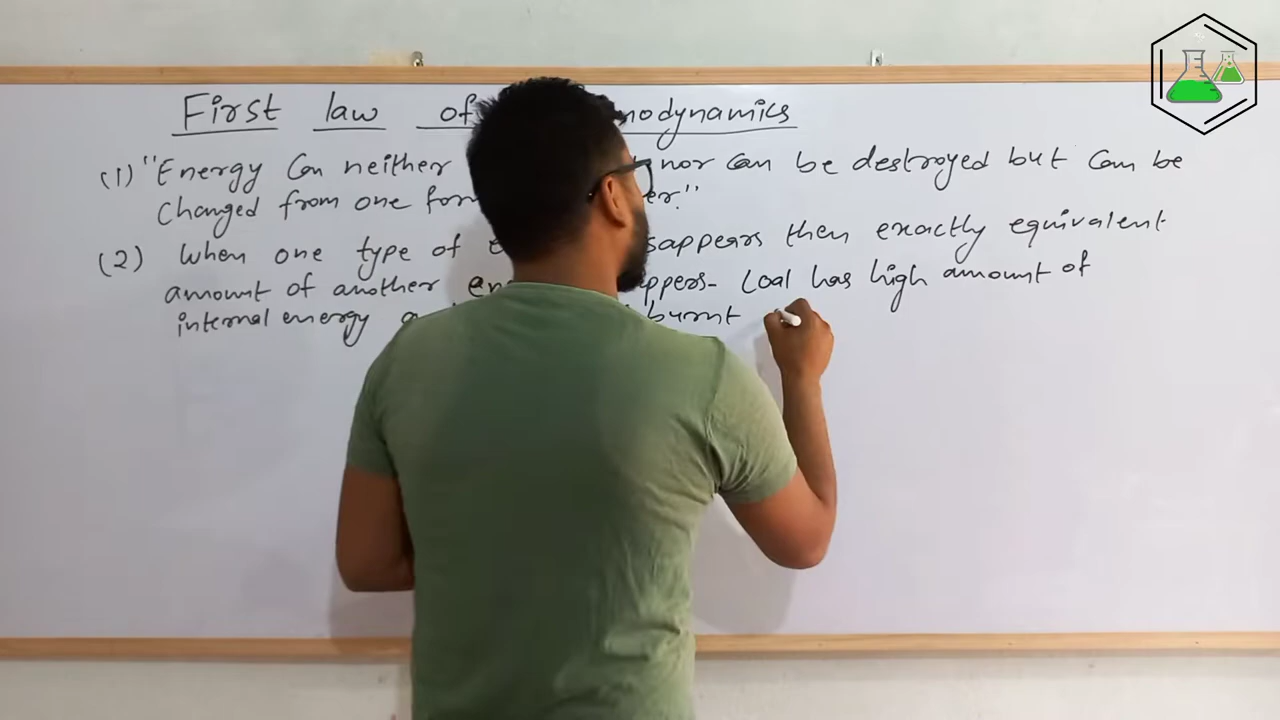 First law of nodynamics
(1) "Energy Can neither nor Can be destroyed but Can be
Changed from one for er."
(2) When one type of sappears then exactly equivalent
amount of another en ppers- Coal has high amount of
internal energy burnt